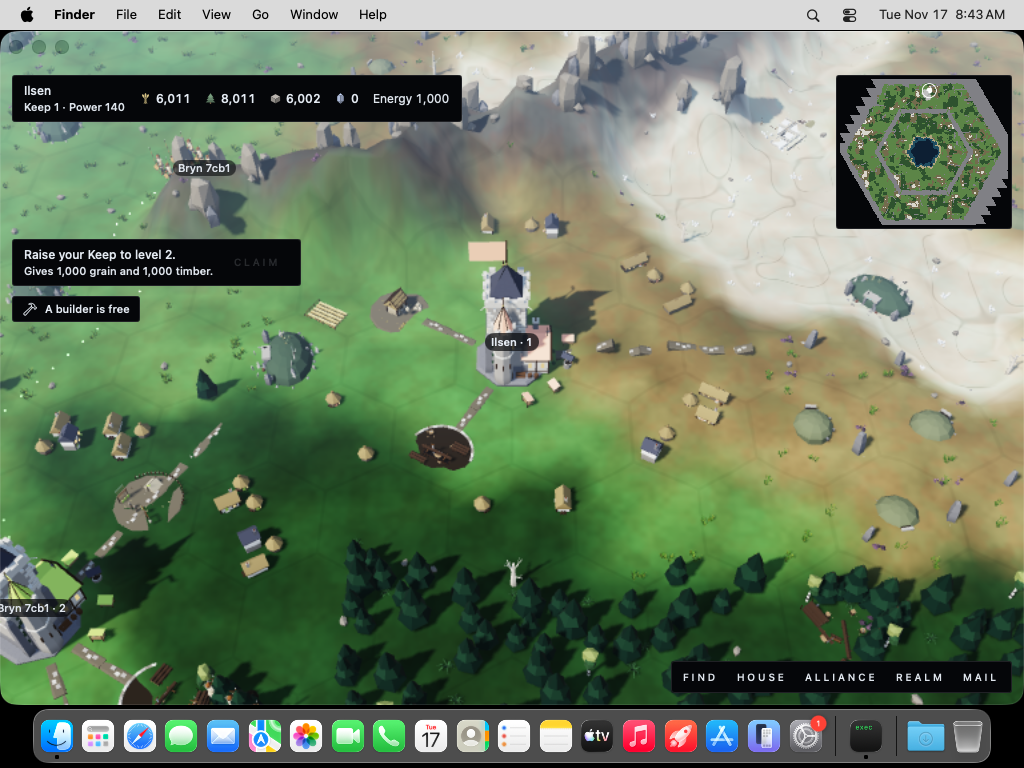 Finder File Edit View Go Window Help Tue Nov 17 8:43 AM
Ilsen
Keep 1 · Power 140
6,011 8,011 6,002 0 Energy 1,000
Bryn 7cb1
Raise your Keep to level 2.
Gives 1,000 grain and 1,000 timber.
CLAIM
A builder is free
Ilsen · 1
Bryn 7cb1 · 2
FIND HOUSE ALLIANCE REALM MAIL
Tue
17
tv
1
exec